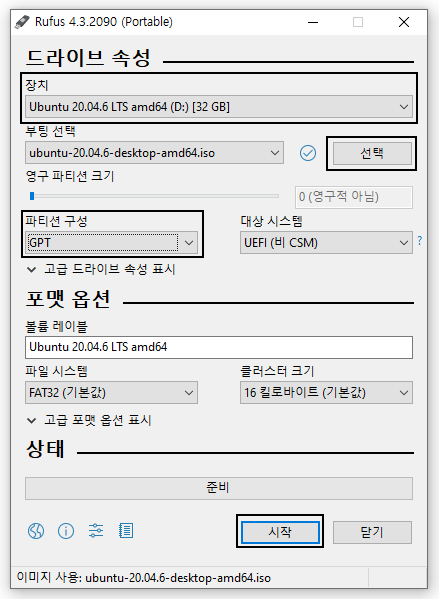 Rufus 4.3.2090 (Portable)
드라이브 속성
장치
Ubuntu 20.04.6 LTS amd64 (D:) [32 GB]
부팅 선택
ubuntu-20.04.6-desktop-amd64.iso
선택
영구 파티션 크기
0 (영구적 아님)
파티션 구성
대상 시스템
GPT
UEFI (비 CSM)
?
고급 드라이브 속성 표시
포맷 옵션
볼륨 레이블
Ubuntu 20.04.6 LTS amd64
파일 시스템
클러스터 크기
FAT32 (기본값)
16 킬로바이트 (기본값)
고급 포맷 옵션 표시
상태
준비
시작
닫기
이미지 사용: ubuntu-20.04.6-desktop-amd64.iso